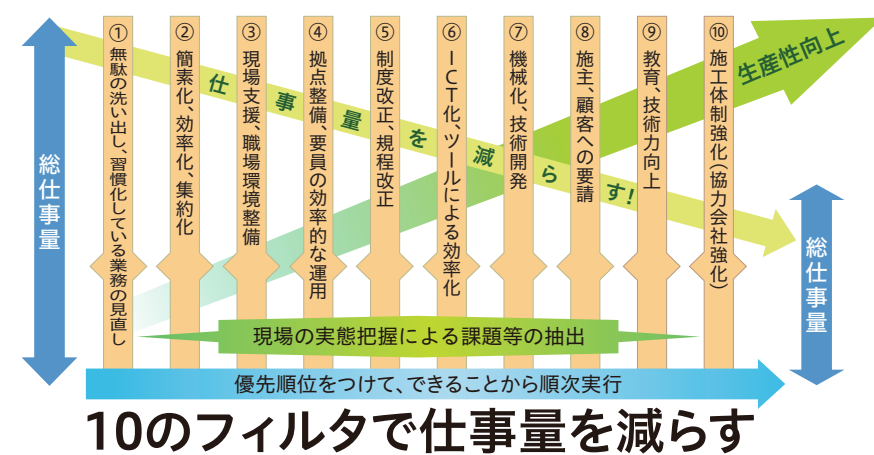 総仕事量
①無駄の洗い出し、習慣化している業務の見直し
②簡素化、効率化、集約化
③現場支援、職場環境整備
④拠点整備、要員の効率的な運用
⑤制度改正、規程改正
⑥ICT化、ツールによる効率化
⑦機械化、技術開発
⑧施主、顧客への要請
⑨教育、技術力向上
⑩施工体制強化（協力会社強化）
仕事量を減らす！
生産性向上
総仕事量
現場の実態把握による課題等の抽出
優先順位をつけて、できることから順次実行
10のフィルタで仕事量を減らす